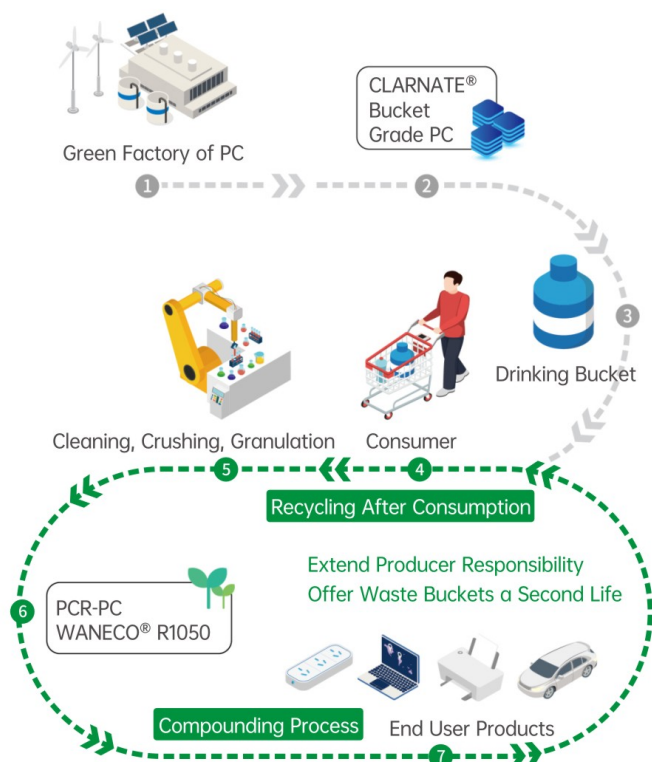 CLARNATE®
Bucket
Grade PC
Green Factory of PC
1
2
3
Drinking Bucket
Cleaning, Crushing, Granulation
Consumer
5
4
Recycling After Consumption
Extend Producer Responsibility
Offer Waste Buckets a Second Life
6
PCR-PC
WANECO® R1050
Compounding Process
End User Products
7